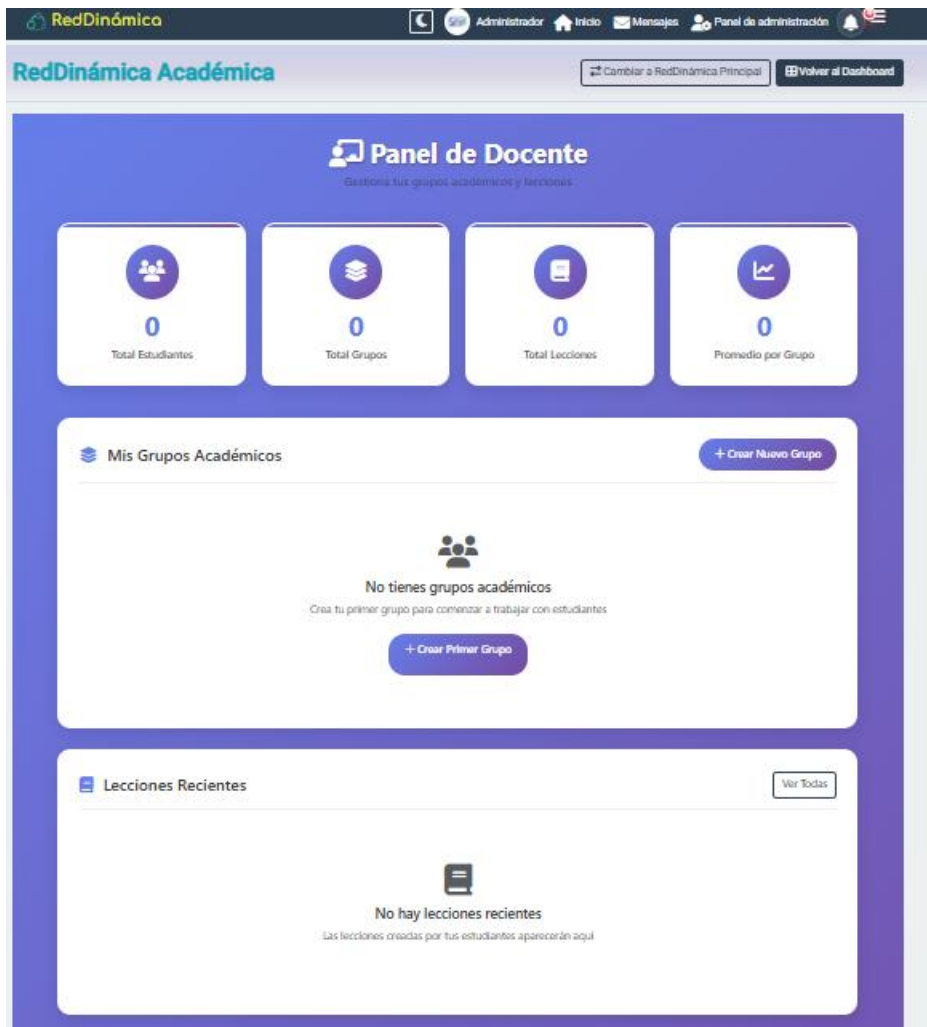 RedDinámica
Administrador Inicio Mensajes Panel de administración
RedDinámica Académica
Cambiar a RedDinámica Principal Volver al Dashboard
Panel de Docente
Gestiona tus grupos académicos y lecciones
0 0 0 0
Total Estudiantes Total Grupos Total Lecciones Promedio por Grupo
Mis Grupos Académicos + Crear Nuevo Grupo
No tienes grupos académicos
Crea tu primer grupo para comenzar a trabajar con estudiantes
+ Crear Primer Grupo
Lecciones Recientes Ver Todas
No hay lecciones recientes
Las lecciones creadas por tus estudiantes aparecerán aquí